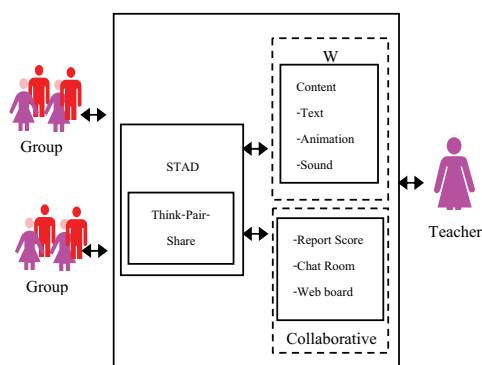 Group
Group
STAD
Think-Pair-
Share
W
Content
-Text
-Animation
-Sound
-Report Score
-Chat Room
-Web board
Collaborative
Teacher